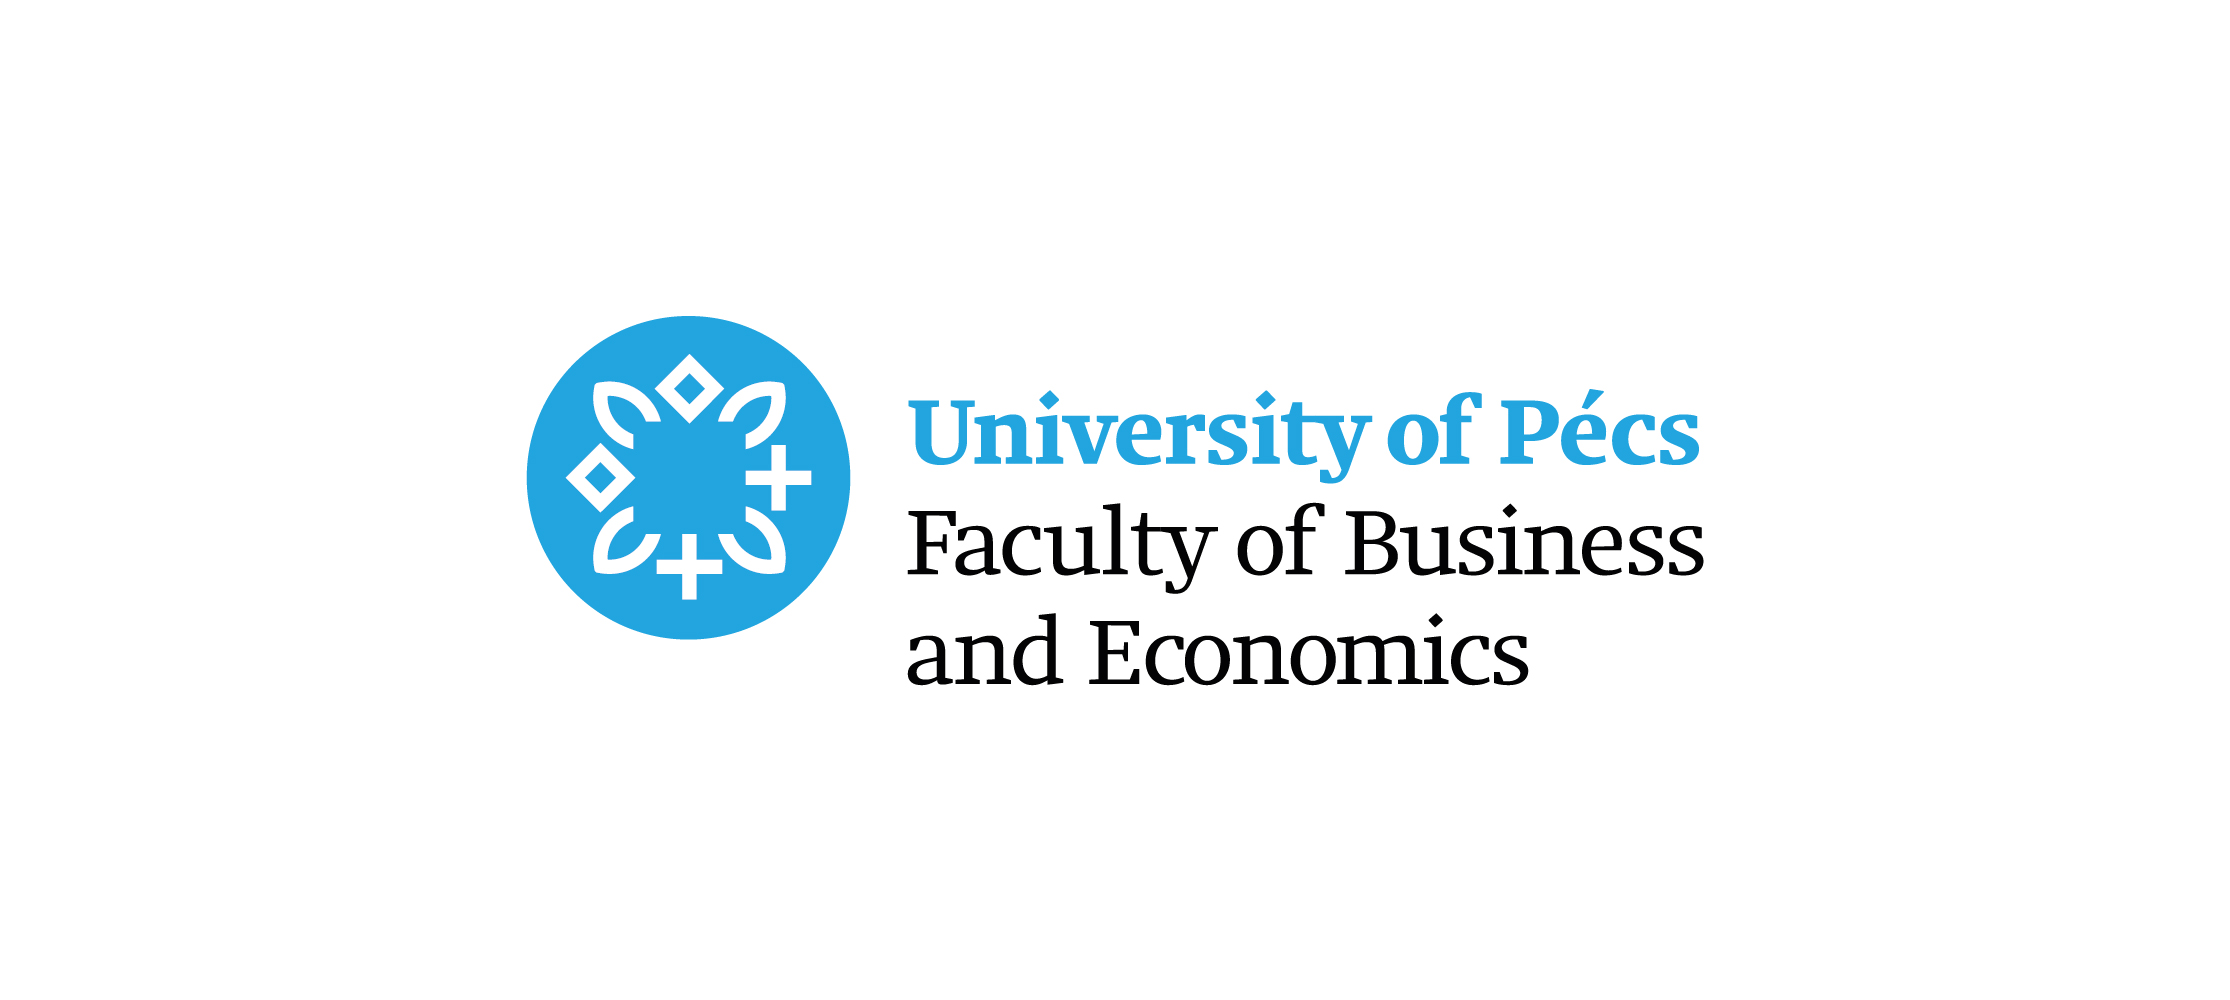 University of Pécs
Faculty of Business
and Economics